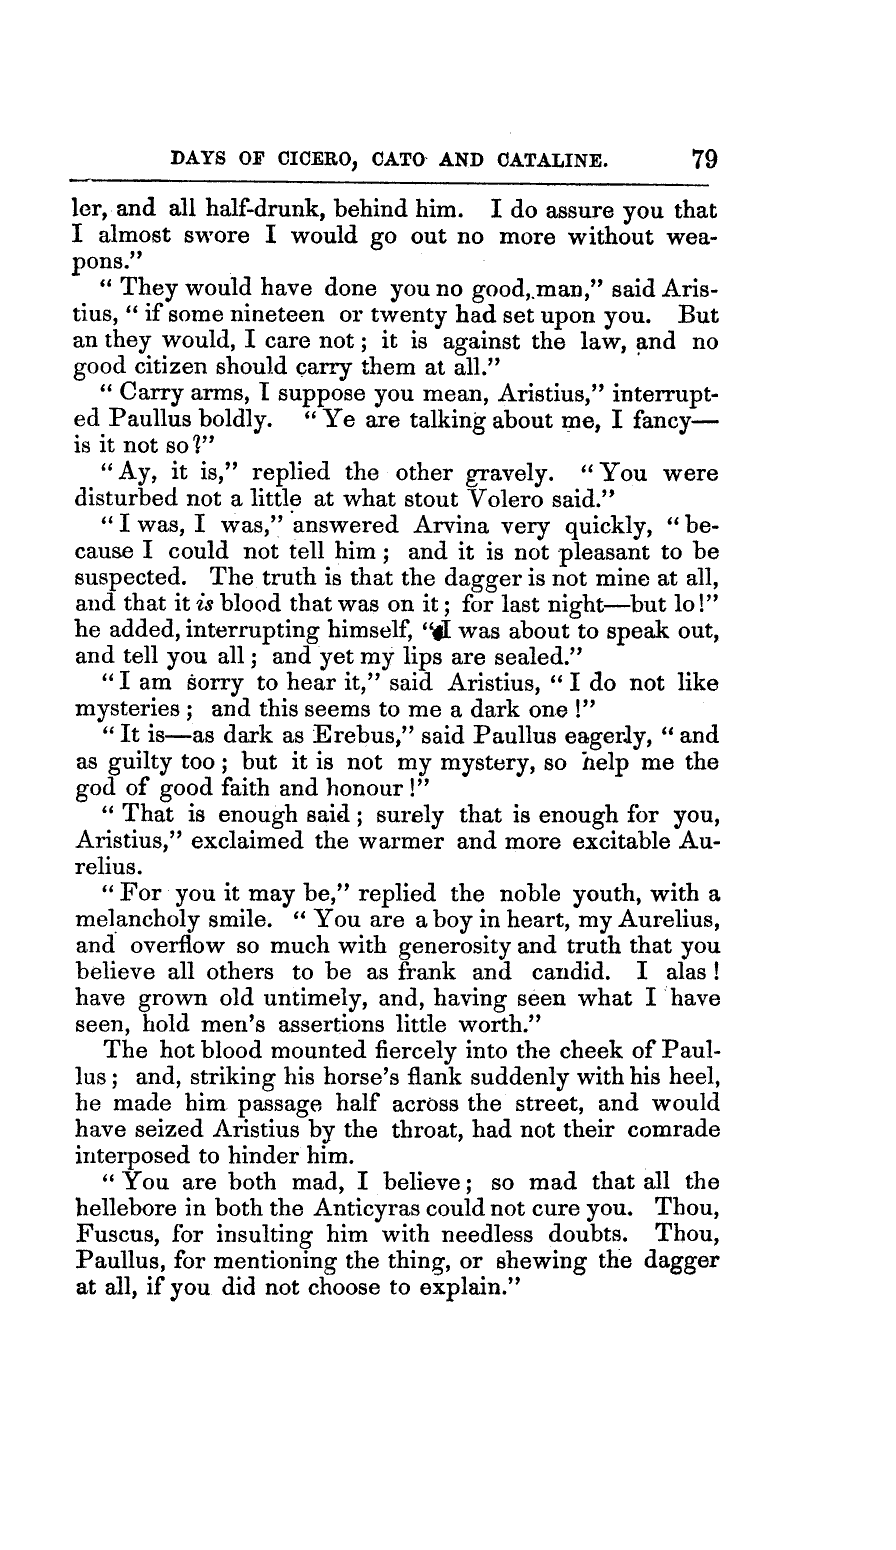 DAYS OF CICERO, CATO AND CATALINE. 79
ler, and all half-drunk, behind him. I do assure you that
I almost swore I would go out no more without wea-
pons."
" They would have done you no good, man," said Aris-
tius, " if some nineteen or twenty had set upon you. But
an they would, I care not ; it is against the law, and no
good citizen should carry them at all."
" Carry arms, I suppose you mean, Aristius," interrupt-
ed Paullus boldly. " Ye are talking about me, I fancy—
is it not so ?"
" Ay, it is," replied the other gravely. " You were
disturbed not a little at what stout Volero said."
" I was, I was," answered Arvina very quickly, " be-
cause I could not tell him ; and it is not pleasant to be
suspected. The truth is that the dagger is not mine at all,
and that it is blood that was on it ; for last night—but lo !"
he added, interrupting himself, "I was about to speak out,
and tell you all ; and yet my lips are sealed."
" I am sorry to hear it," said Aristius, " I do not like
mysteries ; and this seems to me a dark one !"
" It is—as dark as Erebus," said Paullus eagerly, " and
as guilty too ; but it is not my mystery, so help me the
god of good faith and honour !"
" That is enough said ; surely that is enough for you,
Aristius," exclaimed the warmer and more excitable Au-
relius.
" For you it may be," replied the noble youth, with a
melancholy smile. " You are a boy in heart, my Aurelius,
and overflow so much with generosity and truth that you
believe all others to be as frank and candid. I alas !
have grown old untimely, and, having seen what I have
seen, hold men's assertions little worth."
The hot blood mounted fiercely into the cheek of Paul-
lus ; and, striking his horse's flank suddenly with his heel,
he made him passage half across the street, and would
have seized Aristius by the throat, had not their comrade
interposed to hinder him.
" You are both mad, I believe ; so mad that all the
hellebore in both the Anticyras could not cure you. Thou,
Fuscus, for insulting him with needless doubts. Thou,
Paullus, for mentioning the thing, or shewing the dagger
at all, if you did not choose to explain."